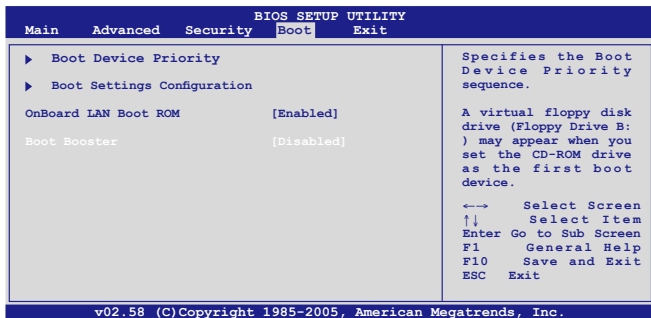 BIOS SETUP UTILITY
Main Advanced Security Boot Exit
Boot Device Priority
Boot Settings Configuration
OnBoard LAN Boot ROM [Enabled]
Boot Booster [Disabled]
Specifies the Boot
Device Priority
sequence.
A virtual floppy disk
drive (Floppy Drive B:
) may appear when you
set the CD-ROM drive
as the first boot
device.
←→ Select Screen
↑↓ Select Item
Enter Go to Sub Screen
F1 General Help
F10 Save and Exit
ESC Exit
v02.58 (C)Copyright 1985-2005, American Megatrends, Inc.